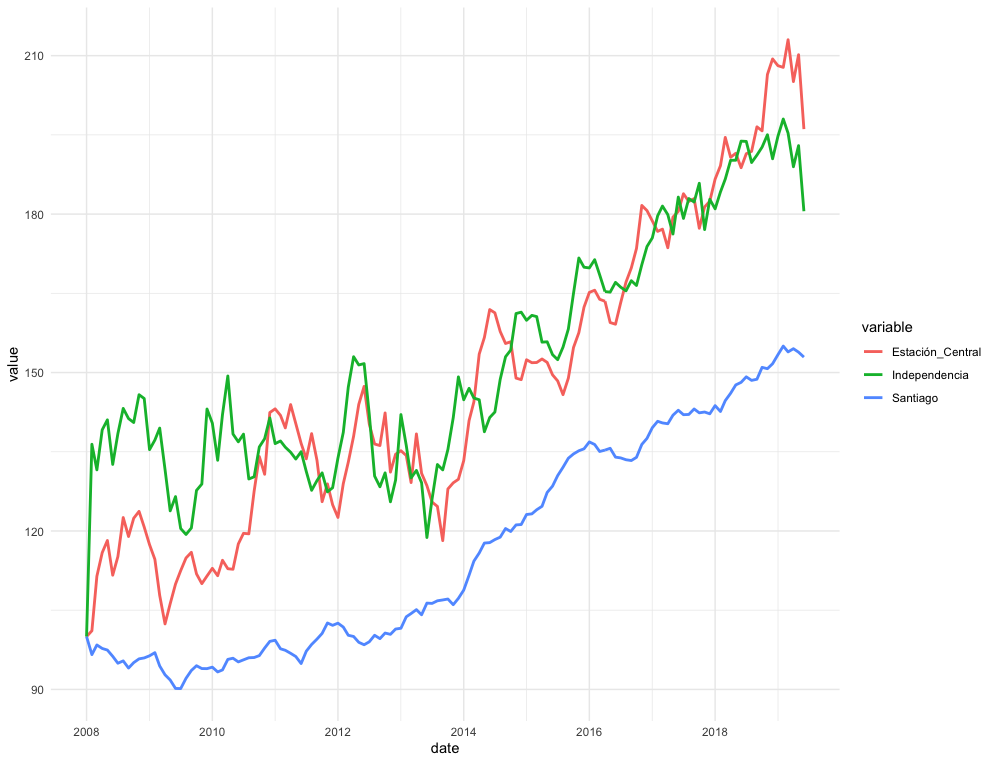 value
210
180
150
120
90
2008
2010
2012
2014
2016
2018
date
variable
Estación_Central
Independencia
Santiago